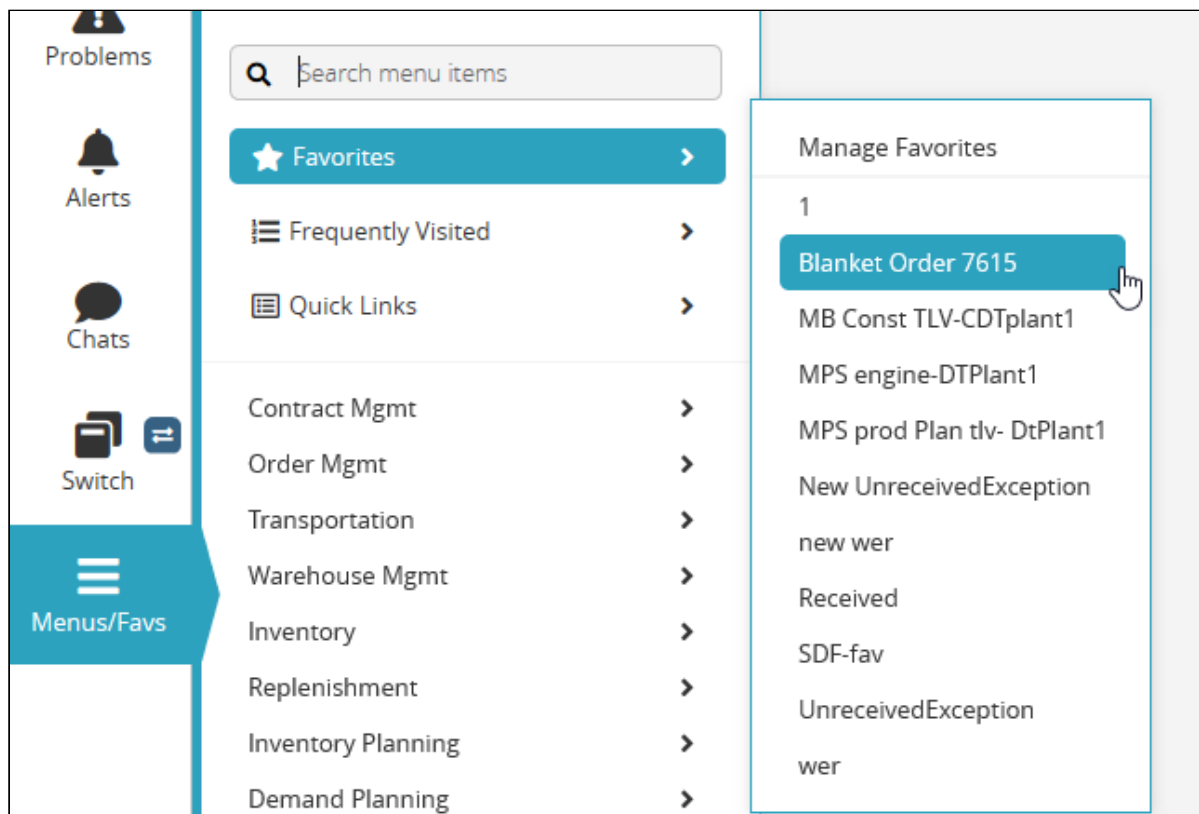 Problems
Alerts
Chats
Switch
Menus/Favs
Search menu items
Favorites
Frequently Visited
Quick Links
Contract Mgmt
Order Mgmt
Transportation
Warehouse Mgmt
Inventory
Replenishment
Inventory Planning
Demand Planning
Manage Favorites
1
Blanket Order 7615
MB Const TLV-CDTplant1
MPS engine-DTPlant1
MPS prod Plan tlv- DtPlant1
New UnreceivedException
new wer
Received
SDF-fav
UnreceivedException
wer